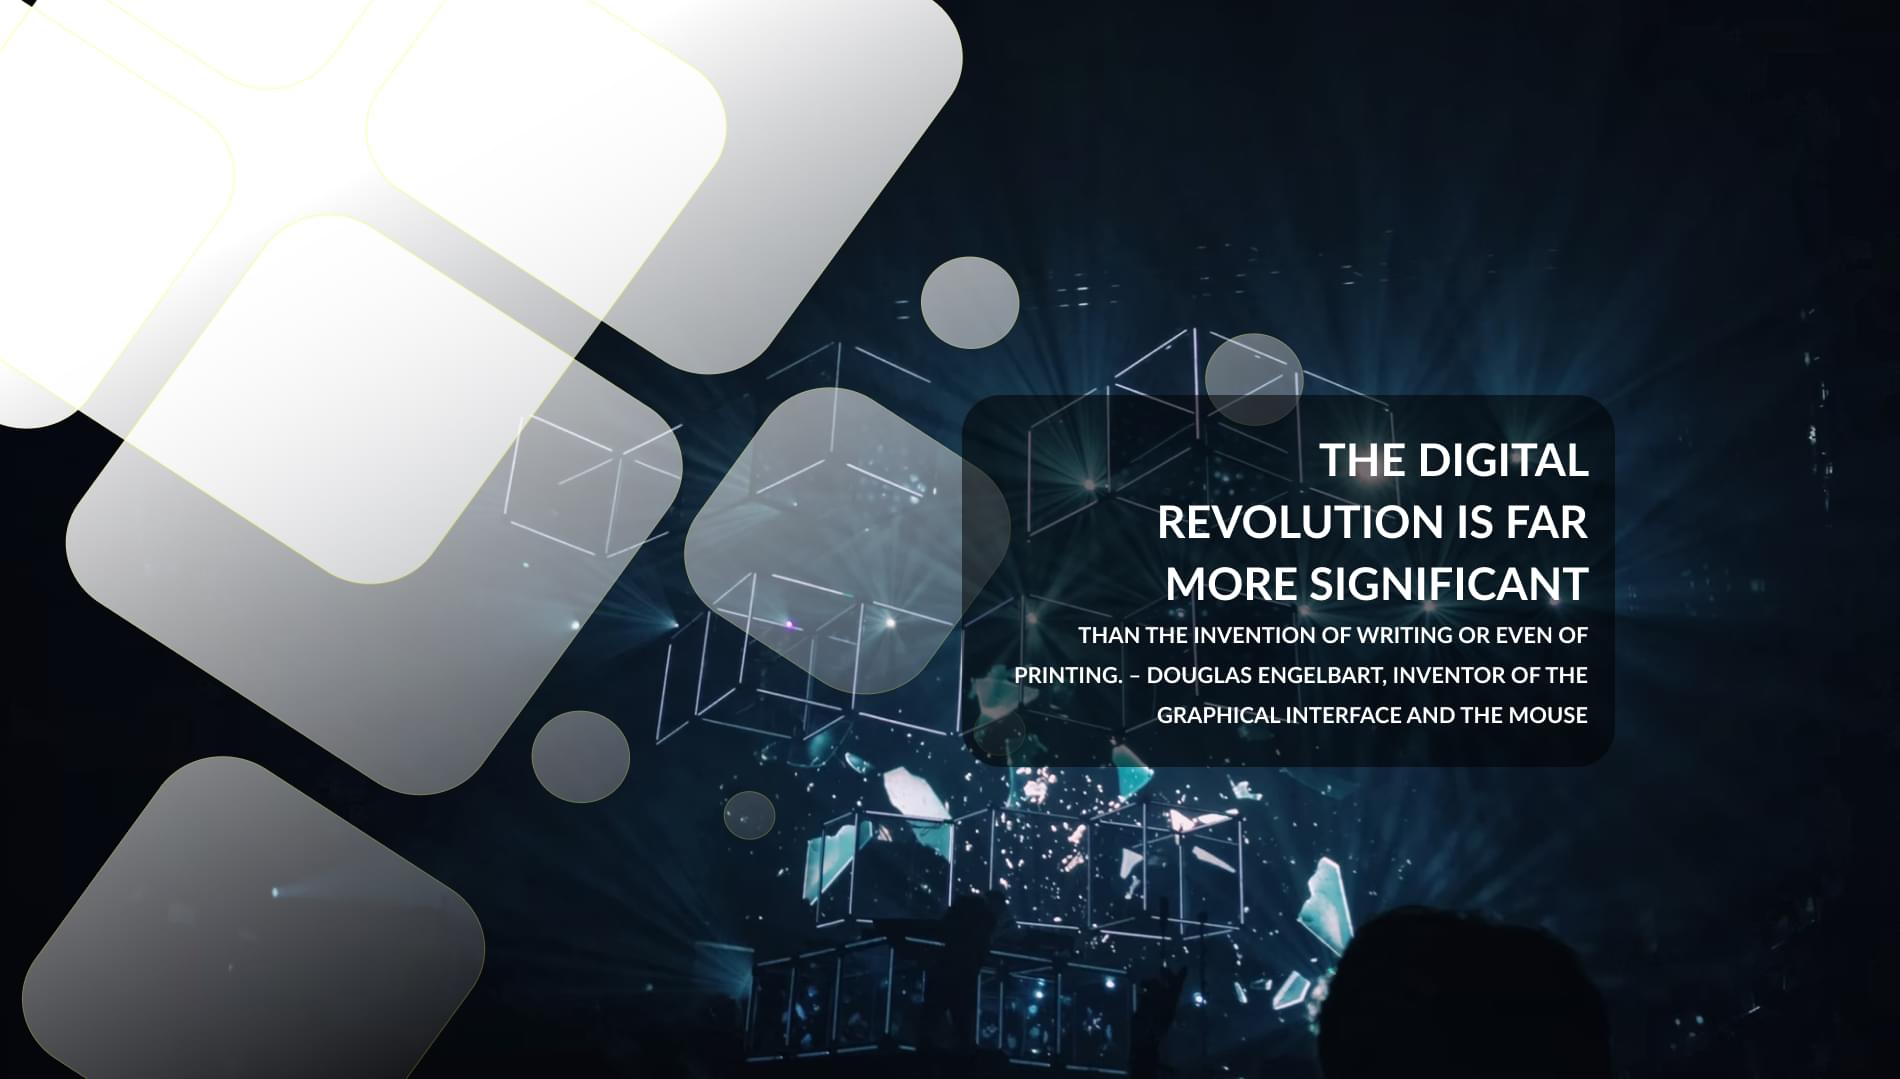 THE DIGITAL
REVOLUTION IS FAR
MORE SIGNIFICANT
THAN THE INVENTION OF WRITING OR EVEN OF
PRINTING. – DOUGLAS ENGELBART, INVENTOR OF THE
GRAPHICAL INTERFACE AND THE MOUSE